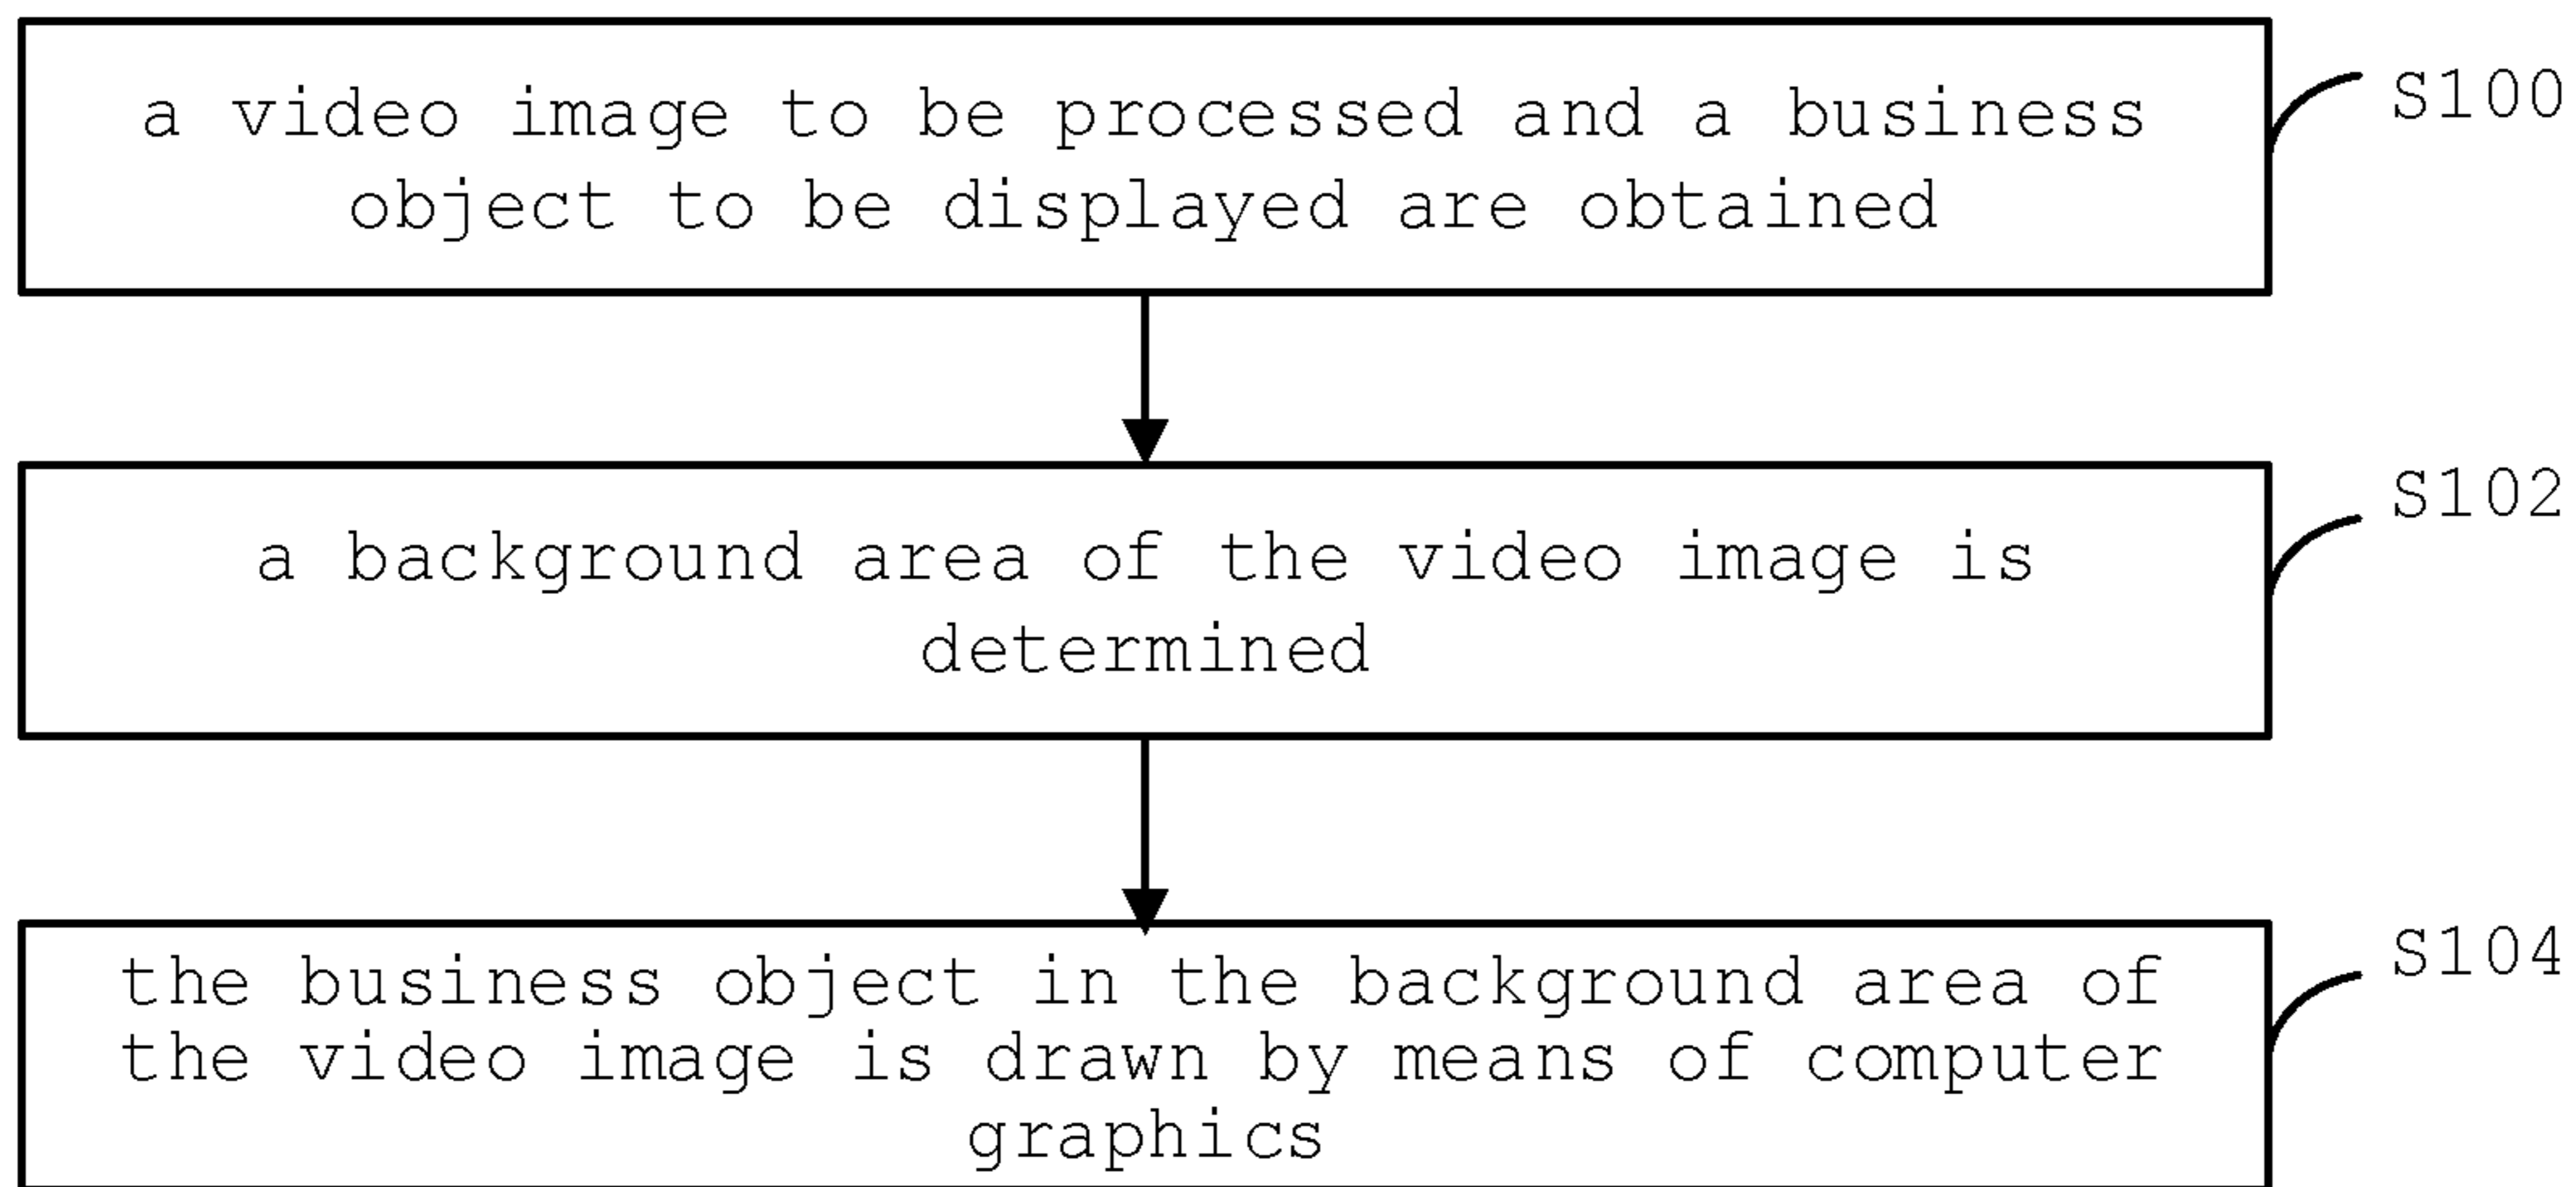 a video image to be processed and a business
object to be displayed are obtained
S100
a background area of the video image is
determined
S102
the business object in the background area of
the video image is drawn by means of computer
graphics
S104